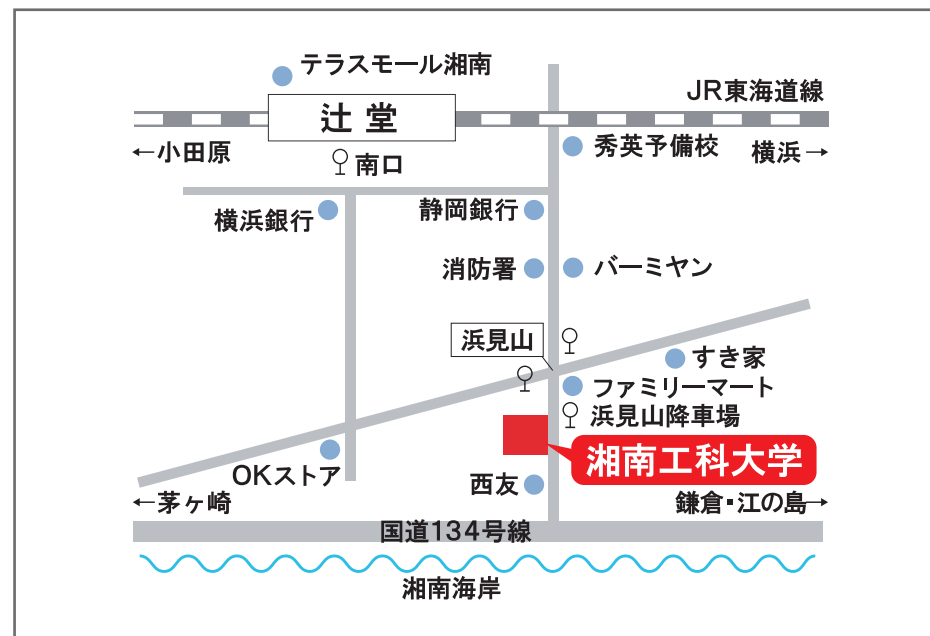 テラスモール湘南
JR東海道線
辻堂
←小田原
南口
秀英予備校
横浜→
横浜銀行
静岡銀行
消防署
バーミヤン
浜見山
すき家
ファミリーマート
浜見山降車場
湘南工科大学
OKストア
西友
←茅ヶ崎
鎌倉・江の島→
国道134号線
湘南海岸